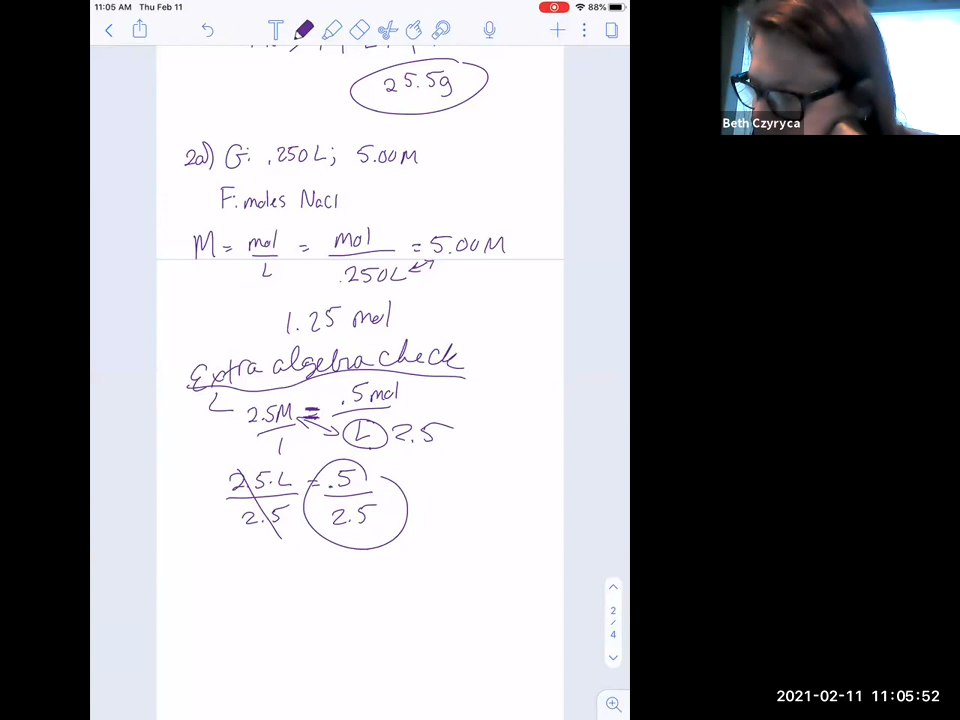 11:05 AM Thu Feb 11
88%
Beth Czyryca
25.5g
2a) G: .250L; 5.00M
F: moles NaCl
M = mol / L = mol / .250L = 5.00M
1.25 mol
Extra algebra check
L
2.5M / 1 = .5 mol / L 2.5
2.5·L / 2.5 = .5 / 2.5
2
/
4
2021-02-11 11:05:52